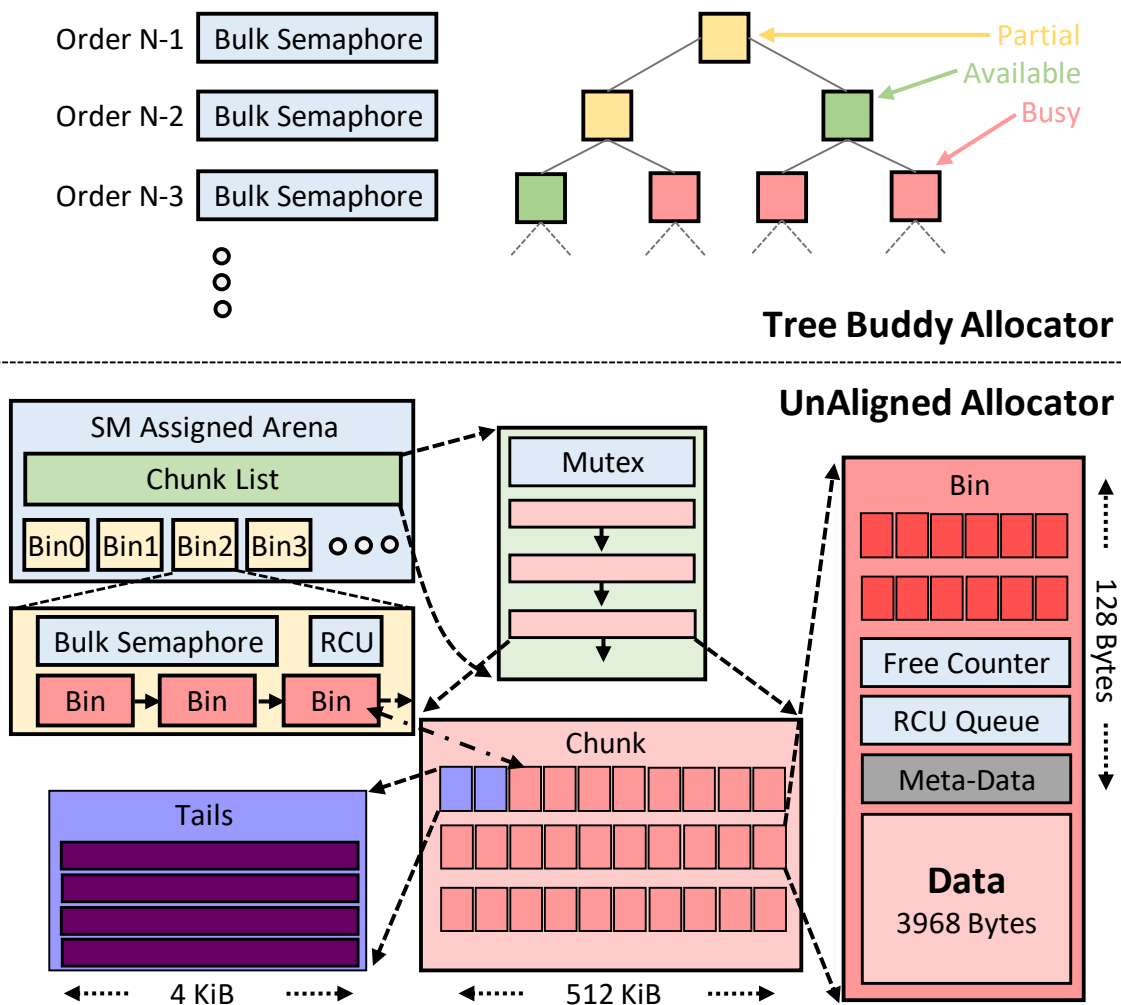 Order N-1
Bulk Semaphore
Partial
Available
Order N-2
Bulk Semaphore
Busy
Order N-3
Bulk Semaphore
Tree Buddy Allocator
UnAligned Allocator
SM Assigned Arena
Chunk List
Bin0
Bin1
Bin2
Bin3
Bulk Semaphore
RCU
Bin
Bin
Bin
Mutex
Chunk
Tails
4 KiB
512 KiB
Bin
128 Bytes
Free Counter
RCU Queue
Meta-Data
Data
3968 Bytes